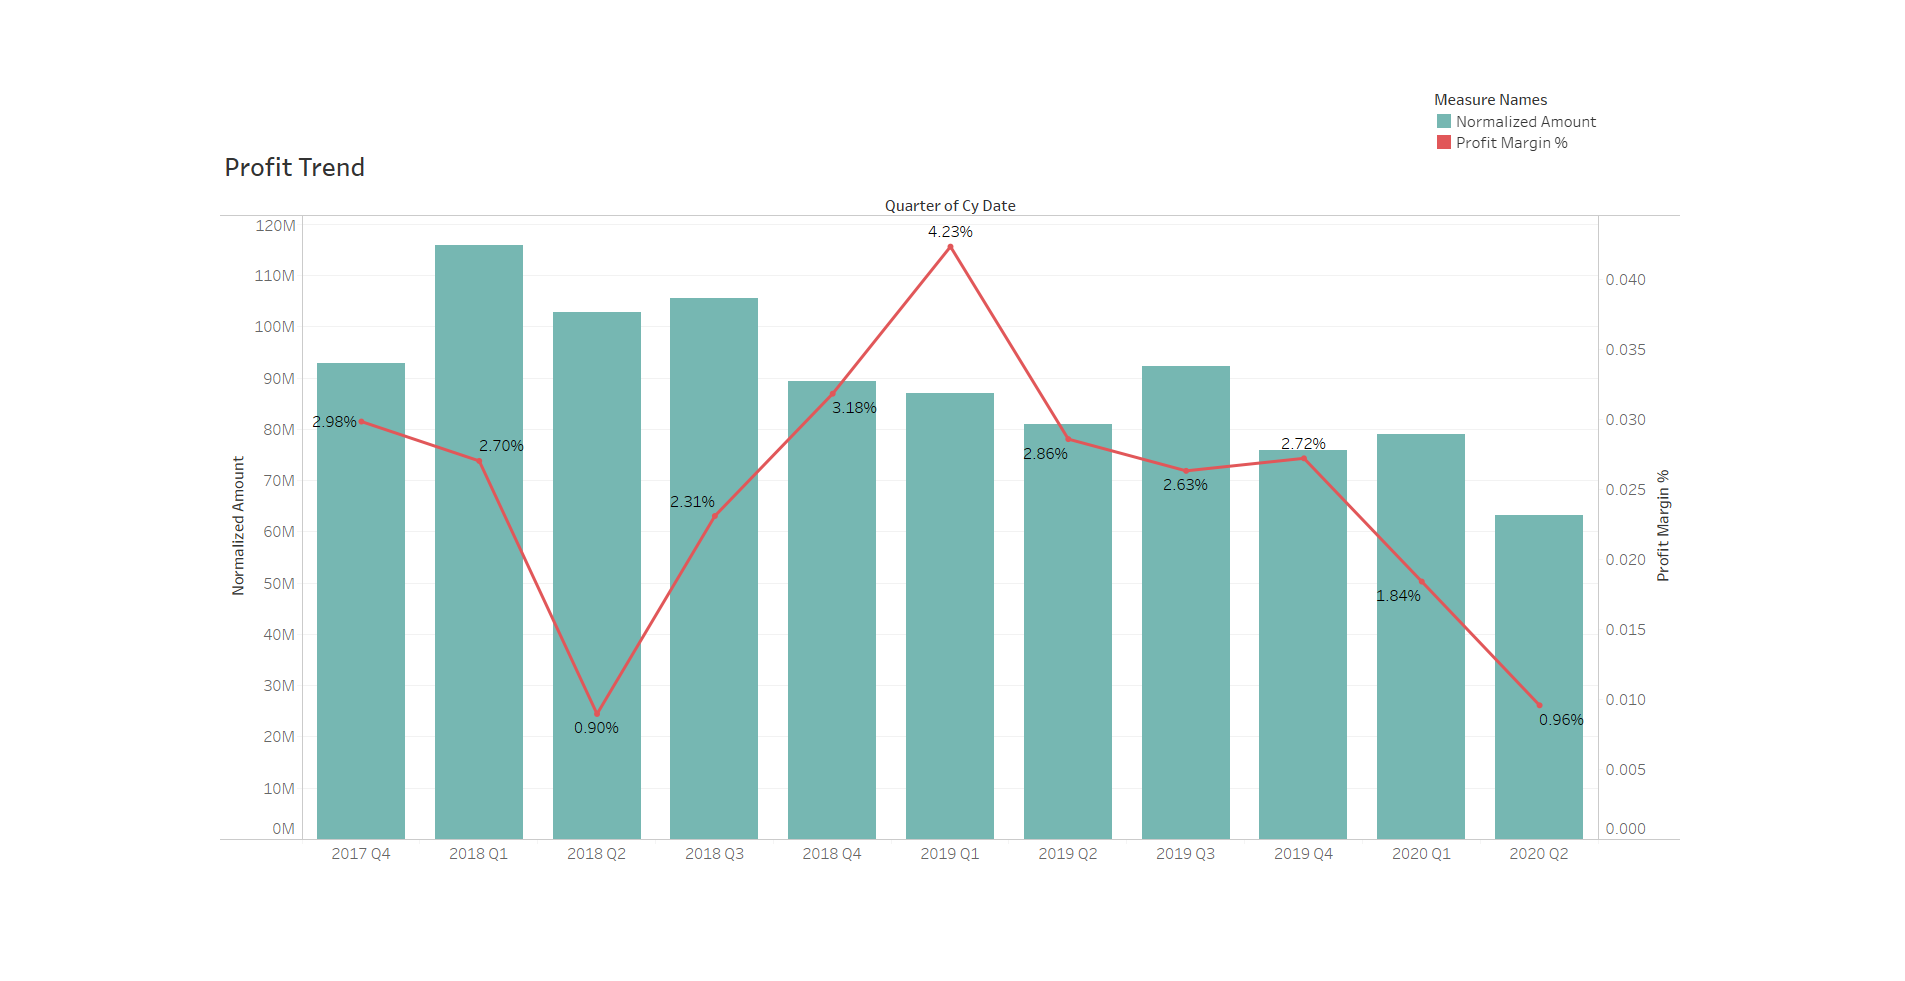 Measure Names
Normalized Amount
Profit Margin %
Profit Trend
Quarter of Cy Date
120M
110M
100M
90M
80M
70M
60M
50M
40M
30M
20M
10M
0M
Normalized Amount
2.98%
2.70%
0.90%
2.31%
3.18%
4.23%
2.86%
2.63%
2.72%
1.84%
0.96%
0.040
0.035
0.030
0.025
0.020
0.015
0.010
0.005
0.000
Profit Margin %
2017 Q4 2018 Q1 2018 Q2 2018 Q3 2018 Q4 2019 Q1 2019 Q2 2019 Q3 2019 Q4 2020 Q1 2020 Q2